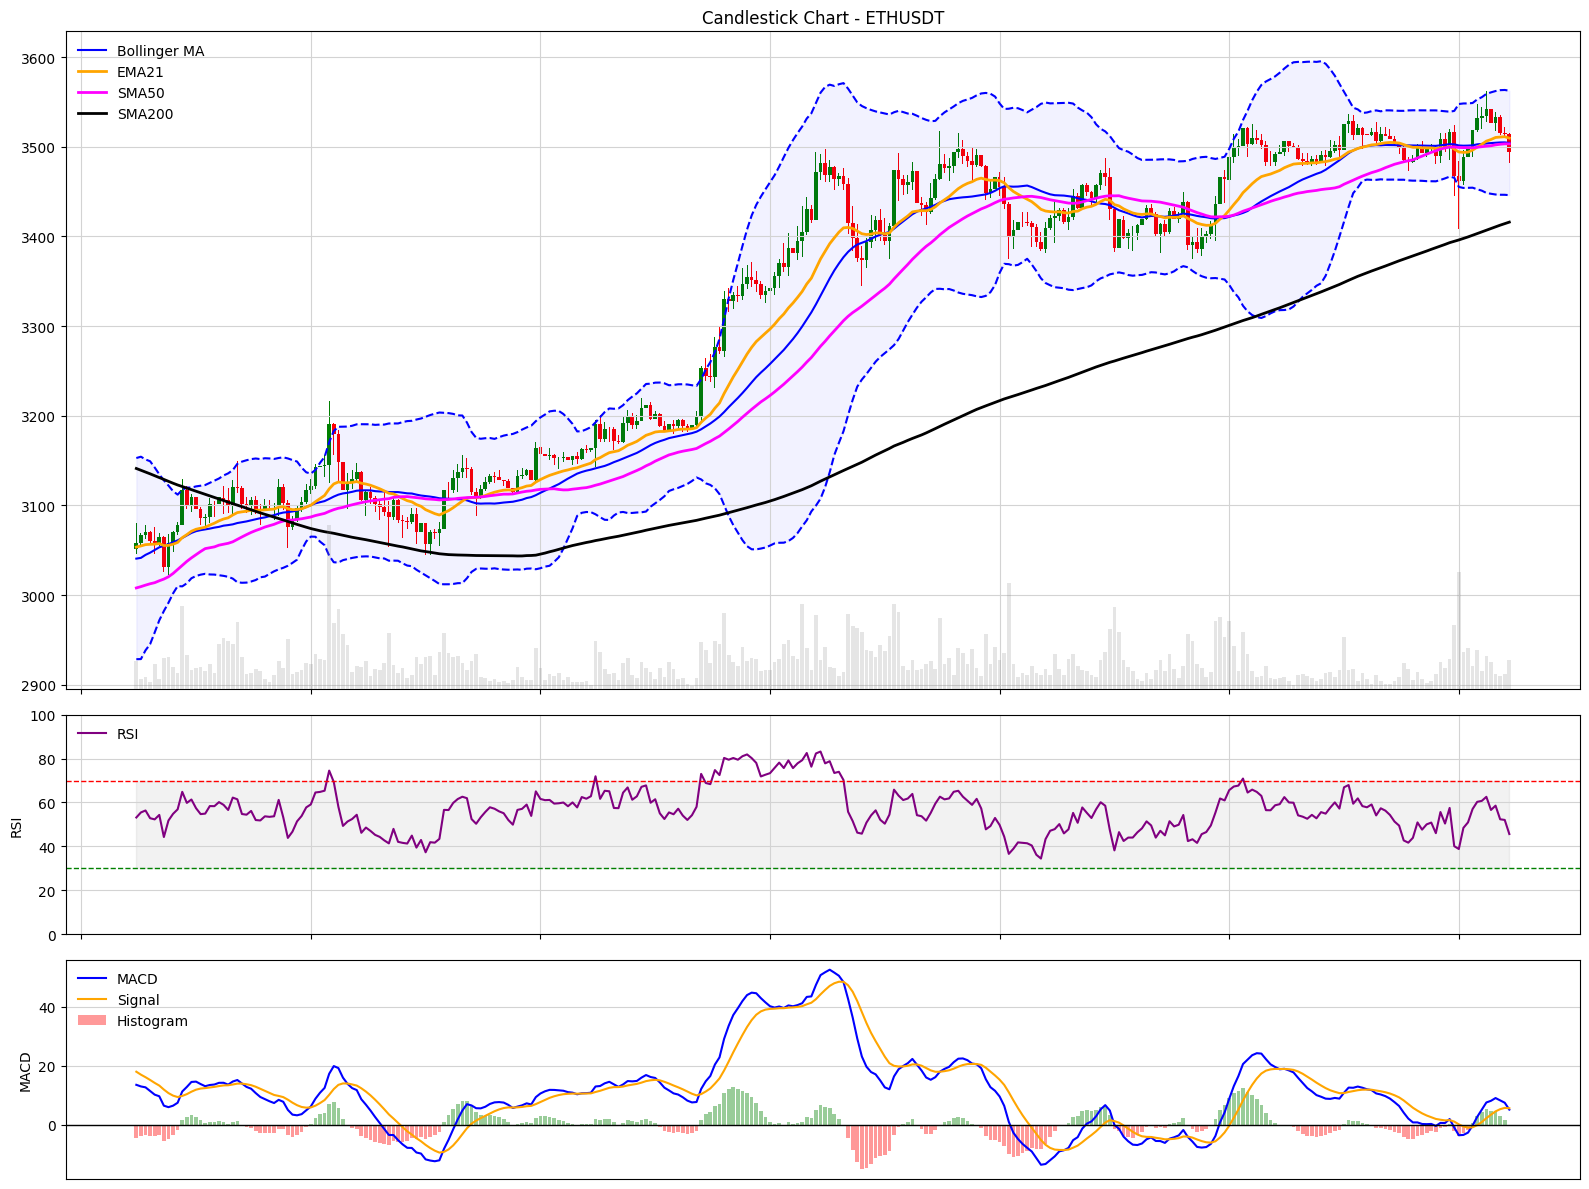 Candlestick Chart - ETHUSDT
Bollinger MA
EMA21
SMA50
SMA200
3600
3500
3400
3300
3200
3100
3000
2900
RSI
100
80
60
40
20
0
RSI
MACD
Signal
Histogram
40
20
0
MACD